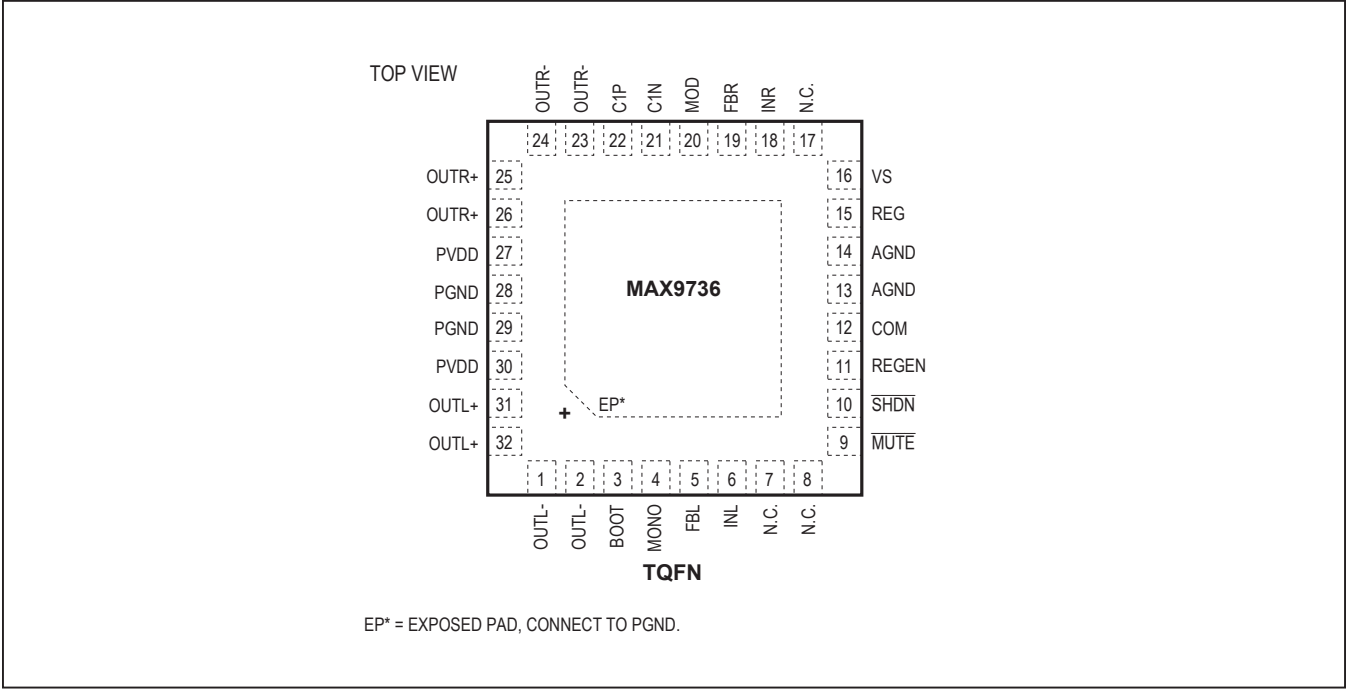 TOP VIEW
OUTR-
OUTR-
C1P
C1N
MOD
FBR
INR
N.C.
24 23 22 21 20 19 18 17
OUTR+ 25
OUTR+ 26
PVDD 27
PGND 28
PGND 29
PVDD 30
OUTL+ 31
OUTL+ 32
MAX9736
EP*
+
16 VS
15 REG
14 AGND
13 AGND
12 COM
11 REGEN
10 SHDN
9 MUTE
1 2 3 4 5 6 7 8
OUTL-
OUTL-
BOOT
MONO
FBL
INL
N.C.
N.C.
TQFN
EP* = EXPOSED PAD, CONNECT TO PGND.